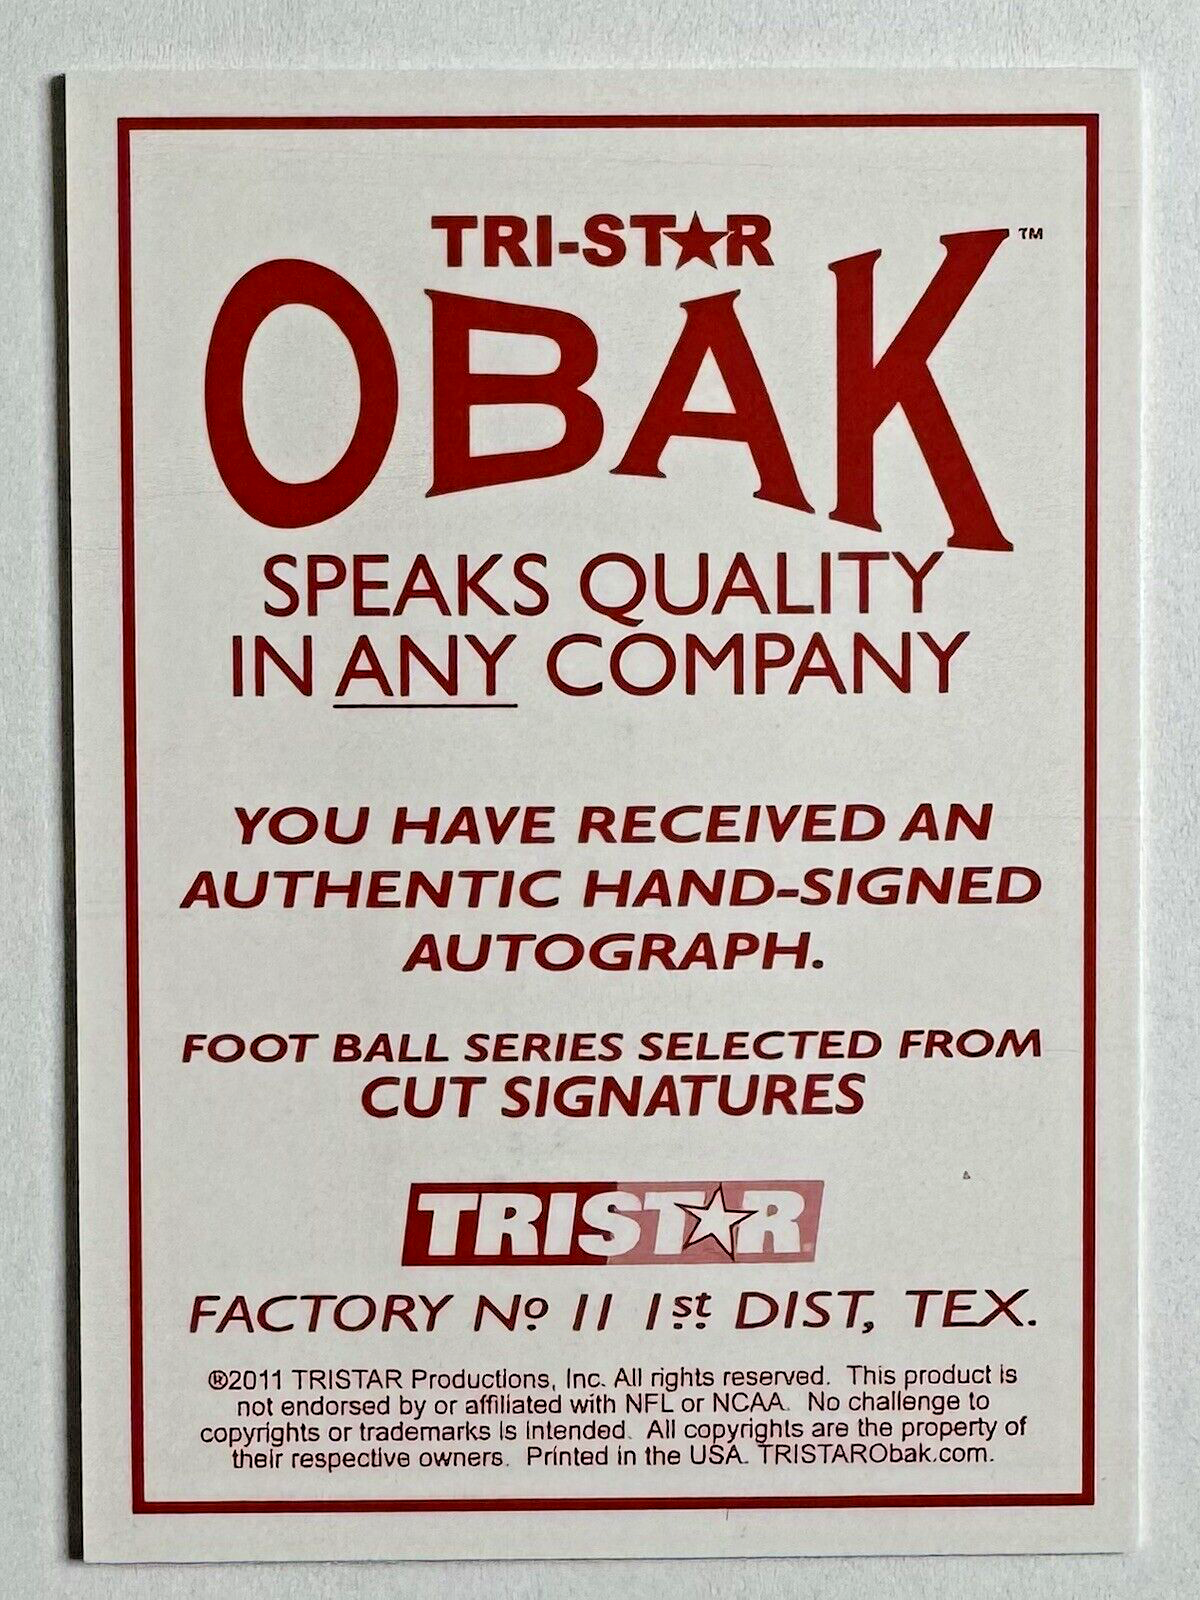 TRI-ST★R
OBAK™
SPEAKS QUALITY
IN ANY COMPANY
YOU HAVE RECEIVED AN
AUTHENTIC HAND-SIGNED
AUTOGRAPH.
FOOT BALL SERIES SELECTED FROM
CUT SIGNATURES
TRIST★R
FACTORY Nº 11 1st DIST, TEX.
®2011 TRISTAR Productions, Inc. All rights reserved. This product is
not endorsed by or affiliated with NFL or NCAA. No challenge to
copyrights or trademarks is intended. All copyrights are the property of
their respective owners. Printed in the USA. TRISTARObak.com.